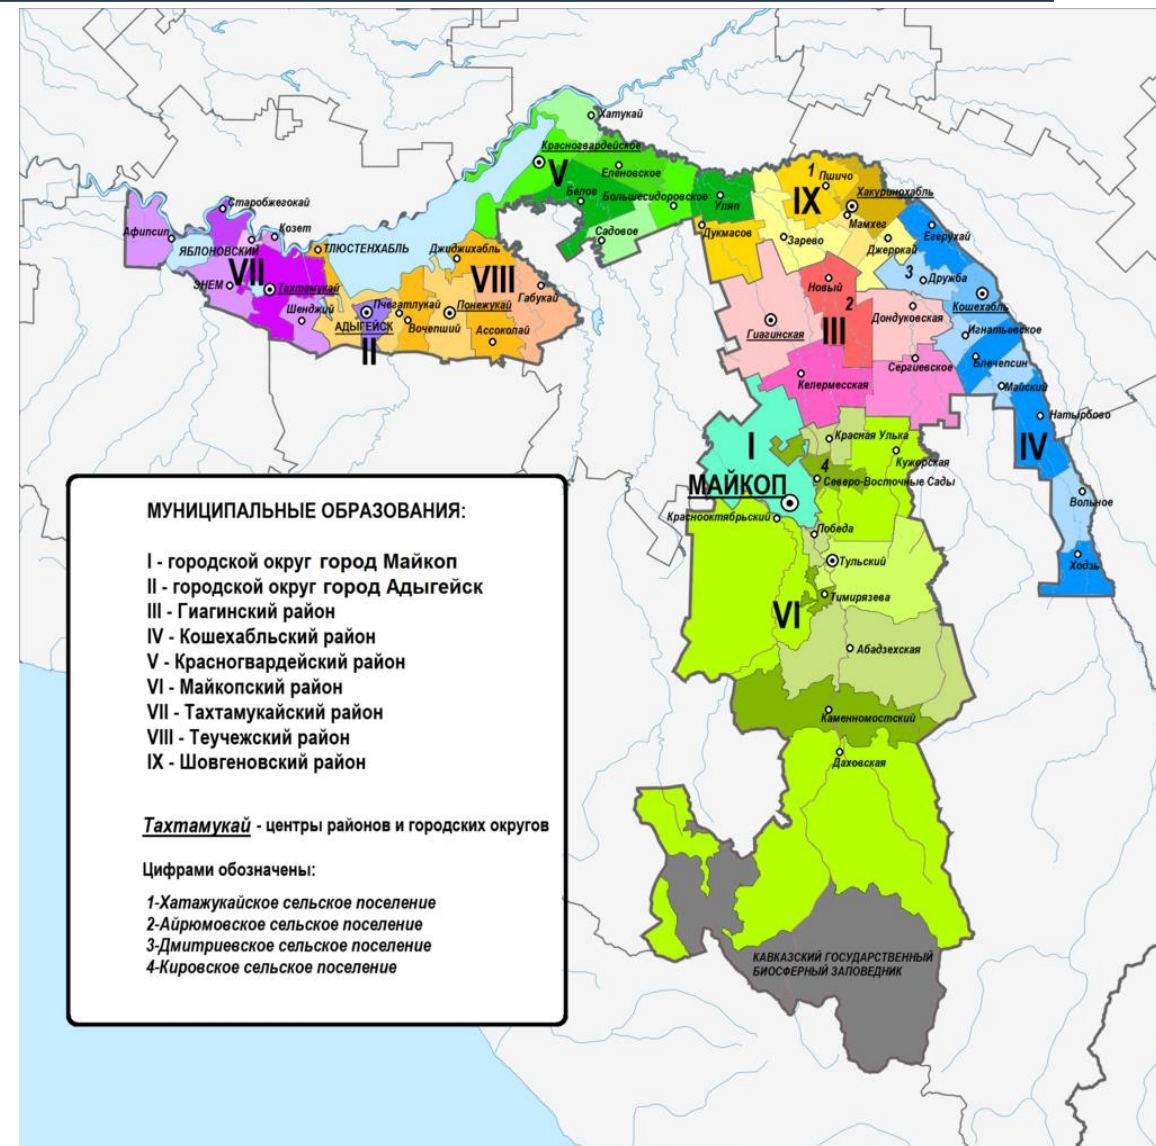 Хатукай
Красногвардейское
V
Еленовское
Белое
Большесидоровское
Уляп
Садовое
Дукмасов
1
Пшичо
IX
Хакуринохабль
Мамхег
Зарево
Джерокай
Егерухай
3
Дружба
Кошехабль
Игнатьевское
Блечепсин
Майский
Натырбово
IV
Вольное
Ходзь
Старобжегокай
Афипсип
Козет
ЯБЛОНОВСКИЙ
VII
ЭНЕМ
Тахтамукай
Шенджий
ТЛЮСТЕНХАБЛЬ
Джиджихабль
VIII
Пчегатлукай
Понежукай
Габукай
АДЫГЕЙСК
Вочепший
Ассоколай
II
Новый
2
III
Гиагинская
Дондуковская
Сергиевское
Келермесская
I
МАЙКОП
Красная Улька
4
Кужорская
Северо-Восточные Сады
Краснооктябрьский
Победа
Тульский
Тимирязева
VI
Абадзехская
Каменномостский
Даховская
КАВКАЗСКИЙ ГОСУДАРСТВЕННЫЙ
БИОСФЕРНЫЙ ЗАПОВЕДНИК
МУНИЦИПАЛЬНЫЕ ОБРАЗОВАНИЯ:
I - городской округ город Майкоп
II - городской округ город Адыгейск
III - Гиагинский район
IV - Кошехабльский район
V - Красногвардейский район
VI - Майкопский район
VII - Тахтамукайский район
VIII - Теучежский район
IX - Шовгеновский район
Тахтамукай - центры районов и городских округов
Цифрами обозначены:
1-Хатажукайское сельское поселение
2-Айрюмовское сельское поселение
3-Дмитриевское сельское поселение
4-Кировское сельское поселение